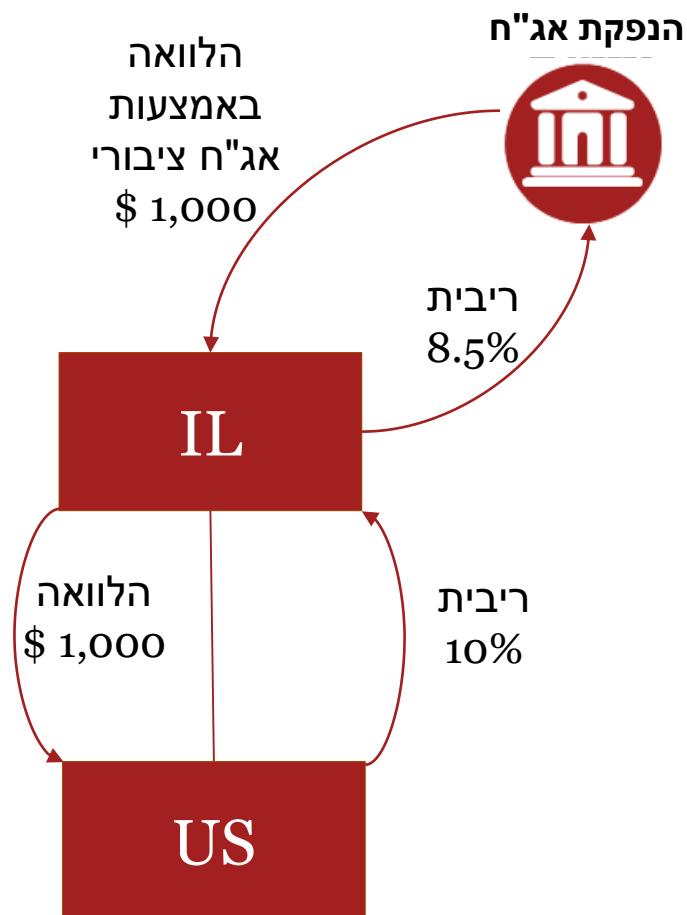 הנפקת אג"ח
הלוואה
באמצעות
אג"ח ציבורי
$ 1,000
ריבית
8.5%
IL
הלוואה
$ 1,000
ריבית
10%
US